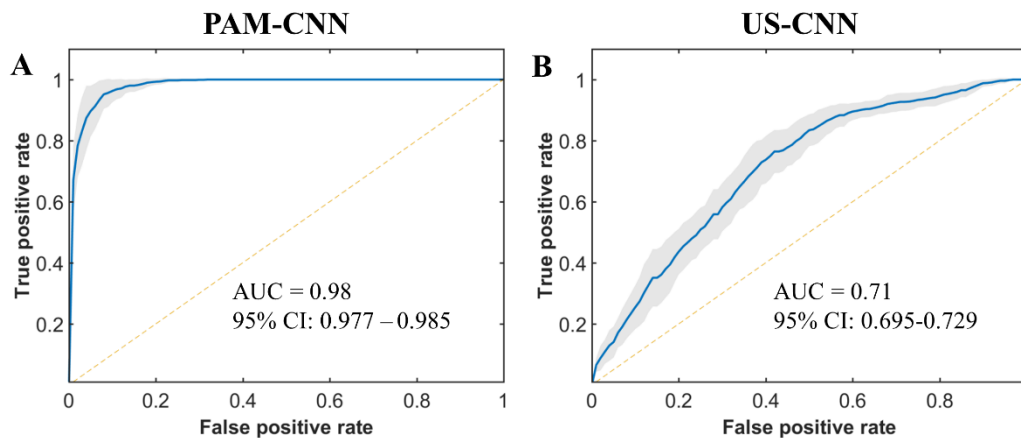 PAM-CNN
US-CNN
A
B
1
0.8
0.6
0.4
0.2
True positive rate
AUC = 0.98
95% CI: 0.977 – 0.985
0
0.2
0.4
0.6
0.8
1
False positive rate
1
0.8
0.6
0.4
0.2
True positive rate
AUC = 0.71
95% CI: 0.695-0.729
0
0.2
0.4
0.6
0.8
False positive rate